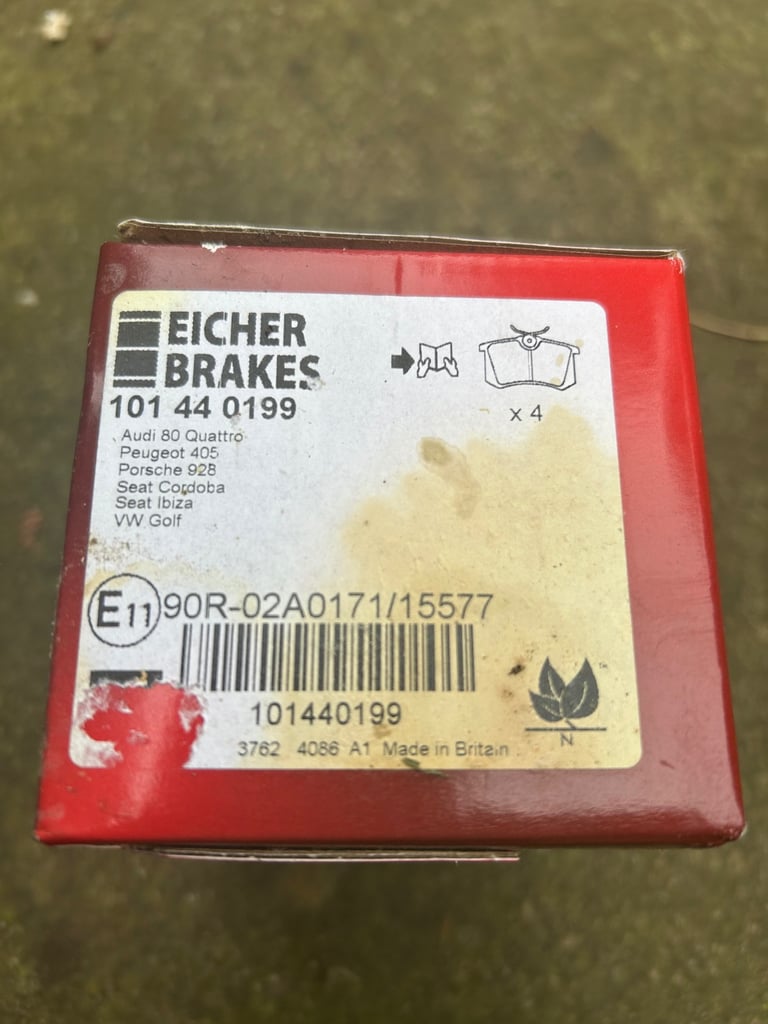 EICHER
BRAKES
101 44 0199
x 4
Audi 80 Quattro
Peugeot 405
Porsche 928
Seat Cordoba
Seat Ibiza
VW Golf
E11 90R-02A0171/15577
101440199
3762 4086 A1 Made in Britain
N